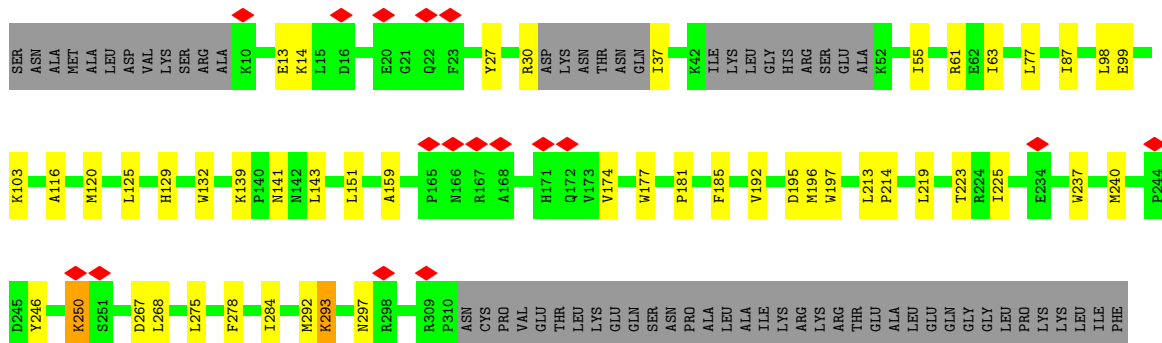 SER ASN ALA MET ALA LEU ASP VAL LYS SER ARG ALA K10 E13 K14 L15 D16 E20 G21 Q22 F23 Y27 R30 ASP LYS ASN THR ASN GLN I37 K42 ILE LYS LEU GLY HIS ARG SER GLU ALA K52 I55 R61 E62 I63 L77 I87 L98 E99
K103 A116 M120 L125 H129 W132 K139 P140 N141 N142 L143 L151 A159 P165 N166 R167 A168 H171 Q172 V173 V174 W177 P181 F185 V192 D195 M196 W197 L213 P214 L219 T223 R224 I225 E234 W237 M240 P244
D245 Y246 K250 S251 D267 L268 L275 F278 I284 M292 K293 N297 R298 R309 P310 ASN CYS PRO VAL GLU THR LEU LYS GLU GLN SER ASN PRO ALA LEU ALA ILE LYS ARG LYS ARG THR GLU ALA LEU GLU GLN GLY GLY LEU PRO LYS LYS LEU ILE PHE